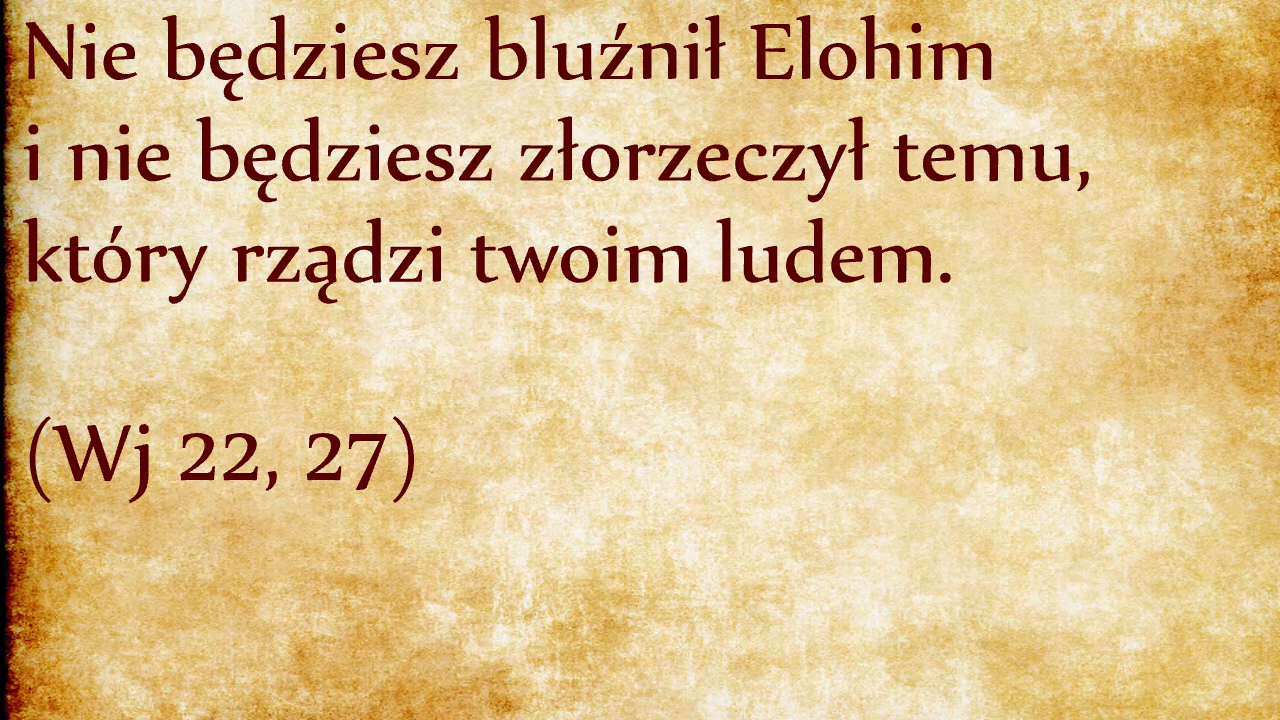 Nie będziesz bluźnił Elohim
i nie będziesz złorzeczył temu,
który rządzi twoim ludem.
(Wj 22, 27)